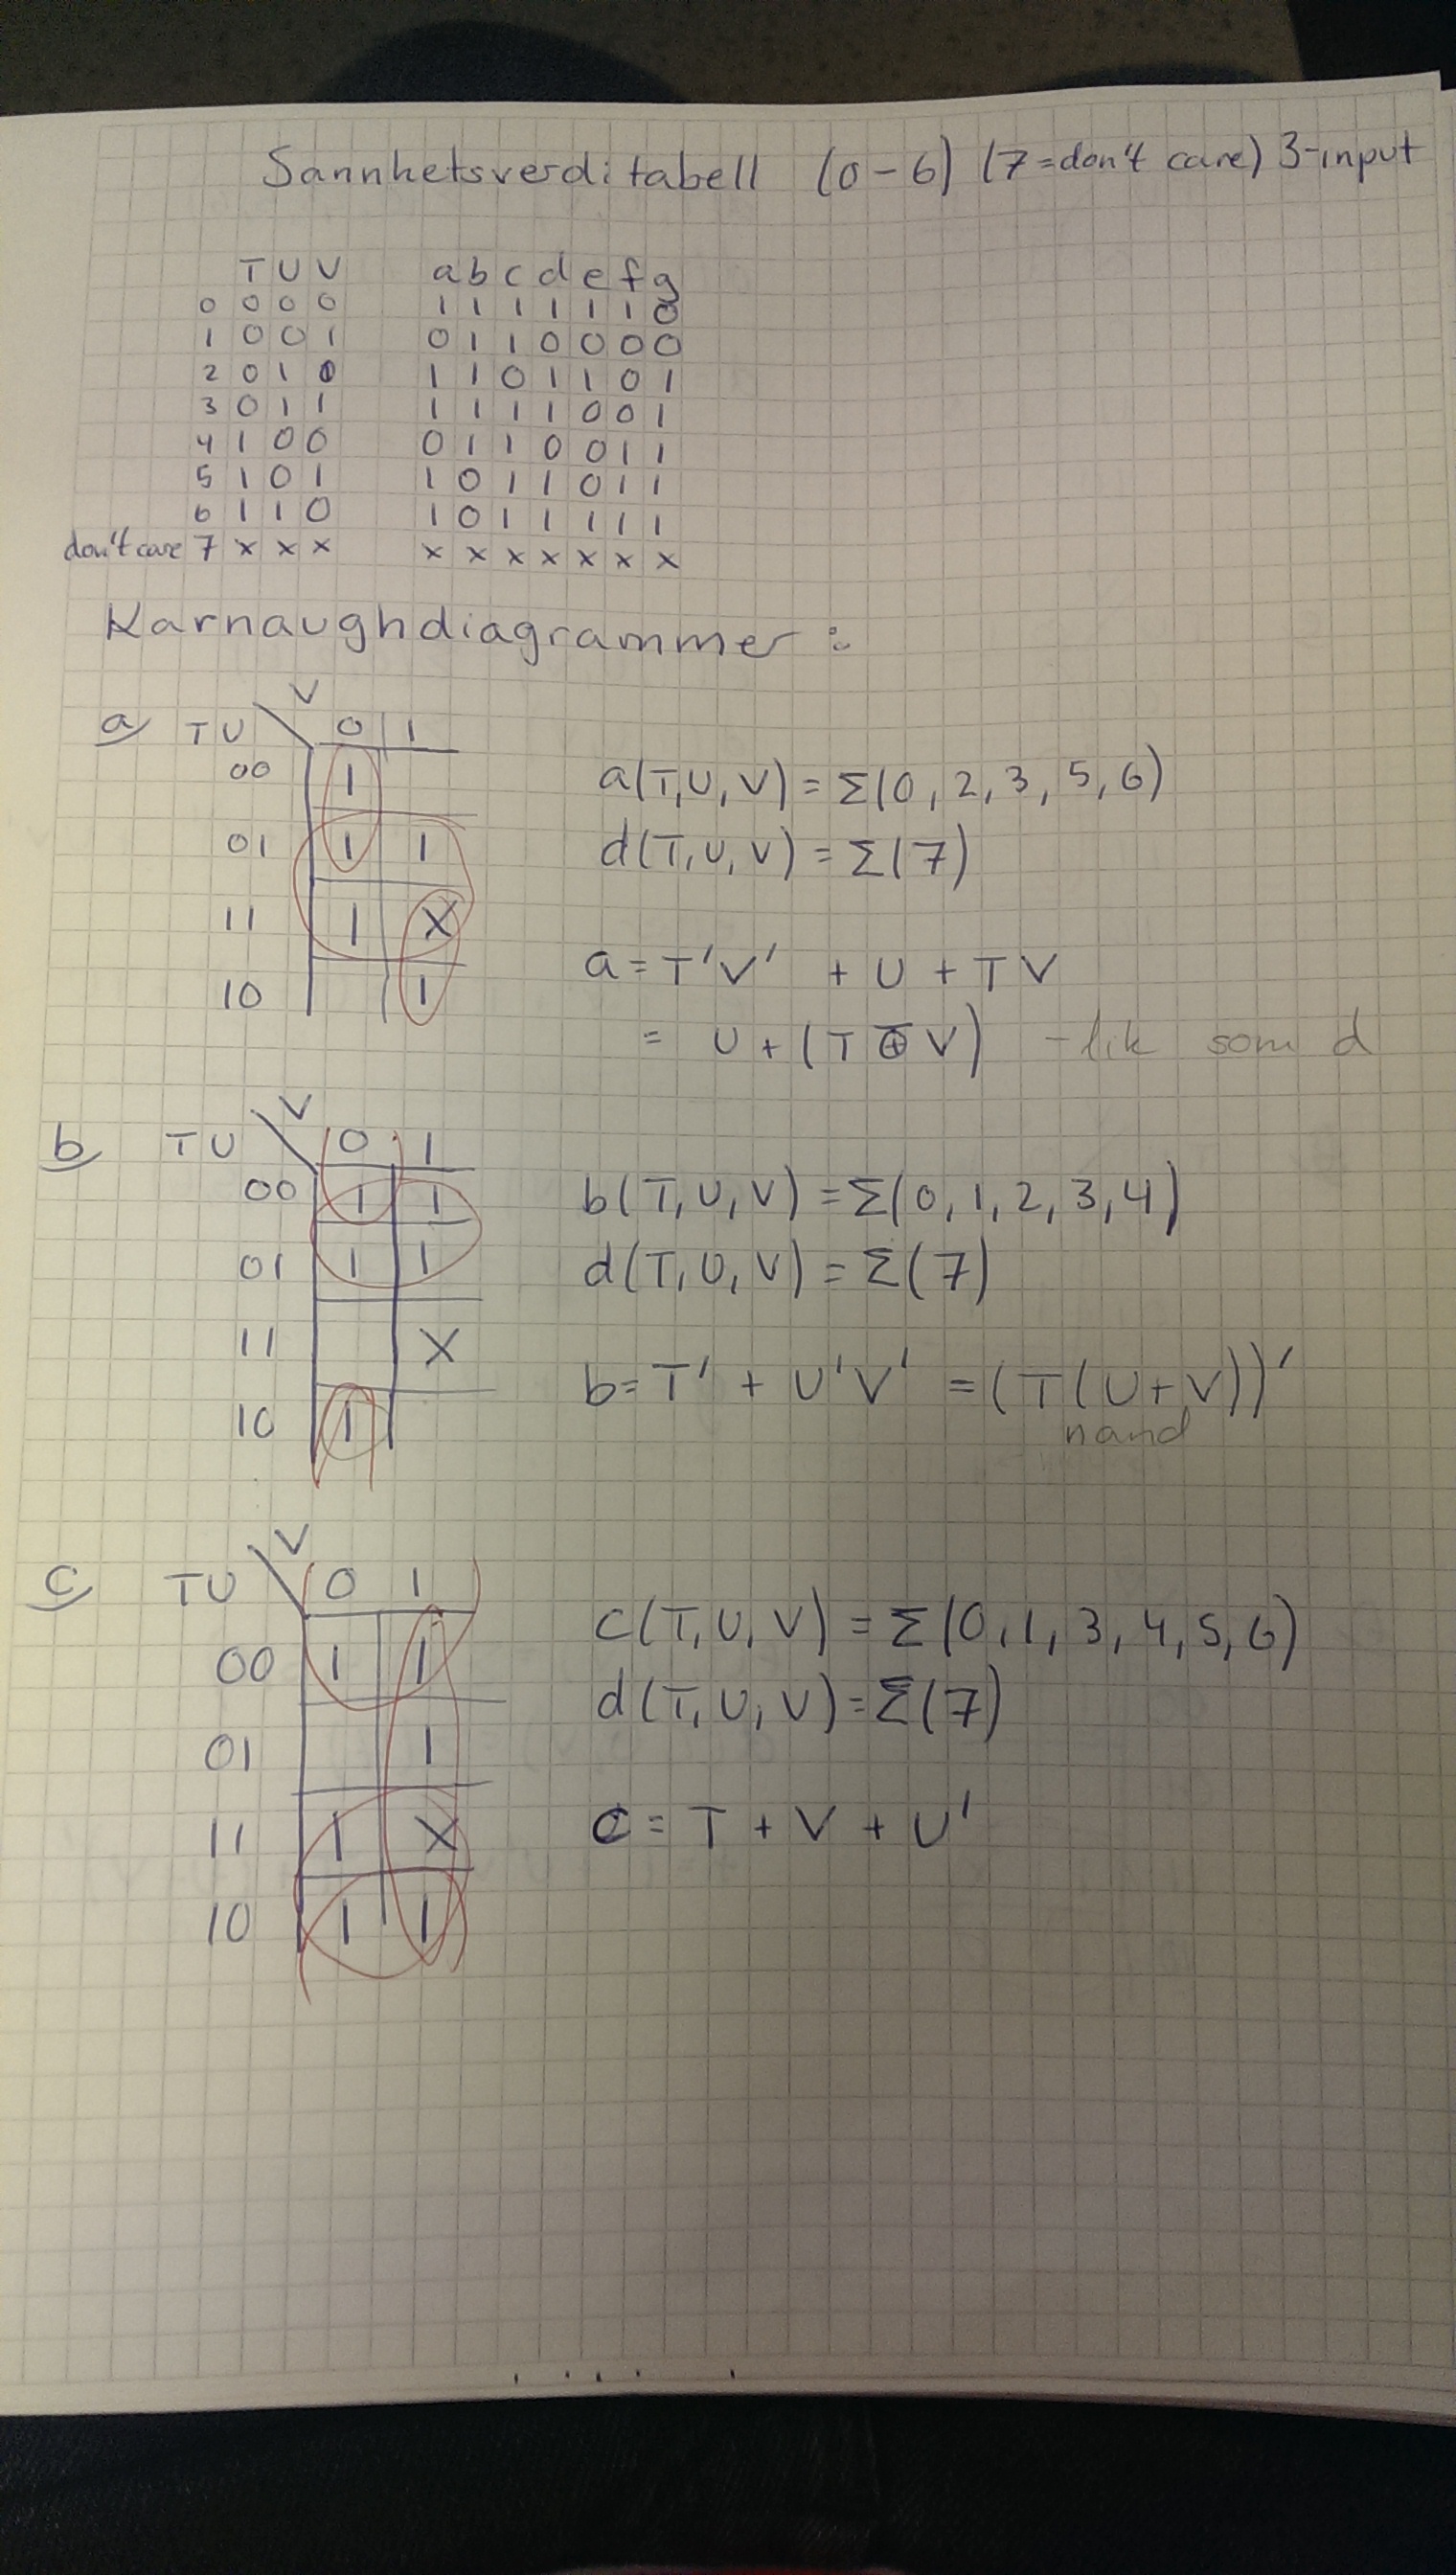 Sannhetsverditabell (0-6) (7=don't care) 3-input
T U V a b c d e f g
0 0 0 0 1 1 1 1 1 1 0
1 0 0 1 0 1 1 0 0 0 0
2 0 1 0 1 1 0 1 1 0 1
3 0 1 1 1 1 1 1 0 0 1
4 1 0 0 0 1 1 0 0 1 1
5 1 0 1 1 0 1 1 0 1 1
6 1 1 0 1 0 1 1 1 1 1
don't care 7 x x x x x x x x x x
Karnaughdiagrammer:
V
a TU 0 1
00 1
a(T,U,V) = Σ(0,2,3,5,6)
01 1 1
d(T,U,V) = Σ(7)
11 1 X
a = T'V' + U + TV
10 1
= U + (T ⊕̅ V) - lik som d
V
b TU 0 1
00 1 1
b(T,U,V) = Σ(0,1,2,3,4)
01 1 1
d(T,U,V) = Σ(7)
11 X
b = T' + U'V' = (T(U+V))'
10 1
nand
V
c TU 0 1
00 1 1
c(T,U,V) = Σ(0,1,3,4,5,6)
01 1
d(T,U,V) = Σ(7)
11 1 X
c = T + V + U'
10 1 1